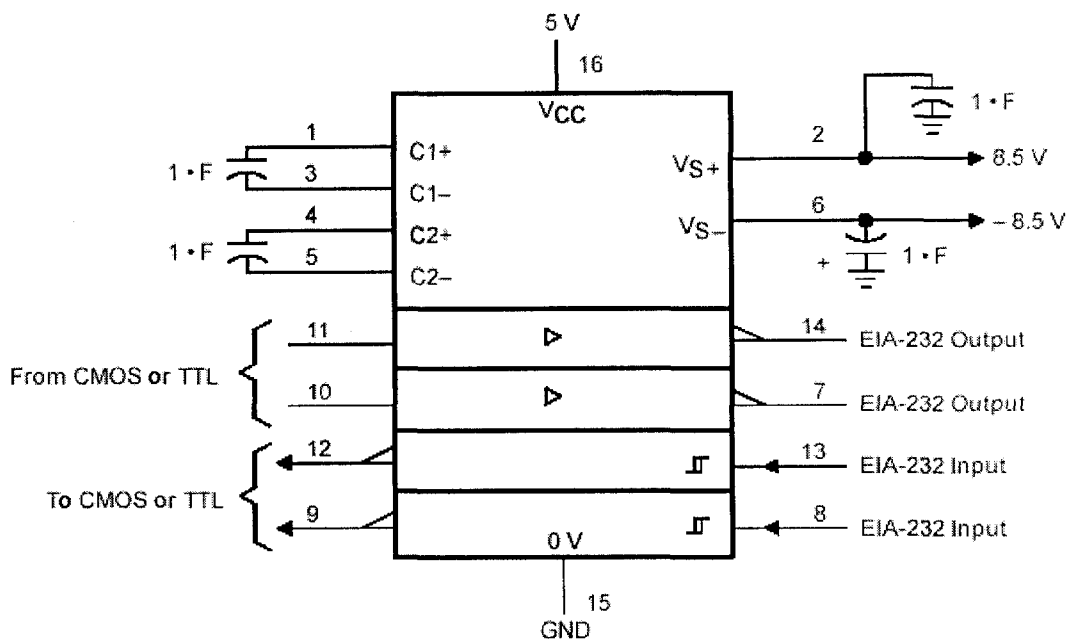 5 V
16
VCC
1 • F
1
C1+
2
VS+
8.5 V
1 • F
3
C1–
4
C2+
6
VS–
– 8.5 V
1 • F
5
C2–
+
1 • F
11
14
EIA-232 Output
From CMOS or TTL
10
7
EIA-232 Output
12
13
EIA-232 Input
To CMOS or TTL
9
8
EIA-232 Input
0 V
15
GND